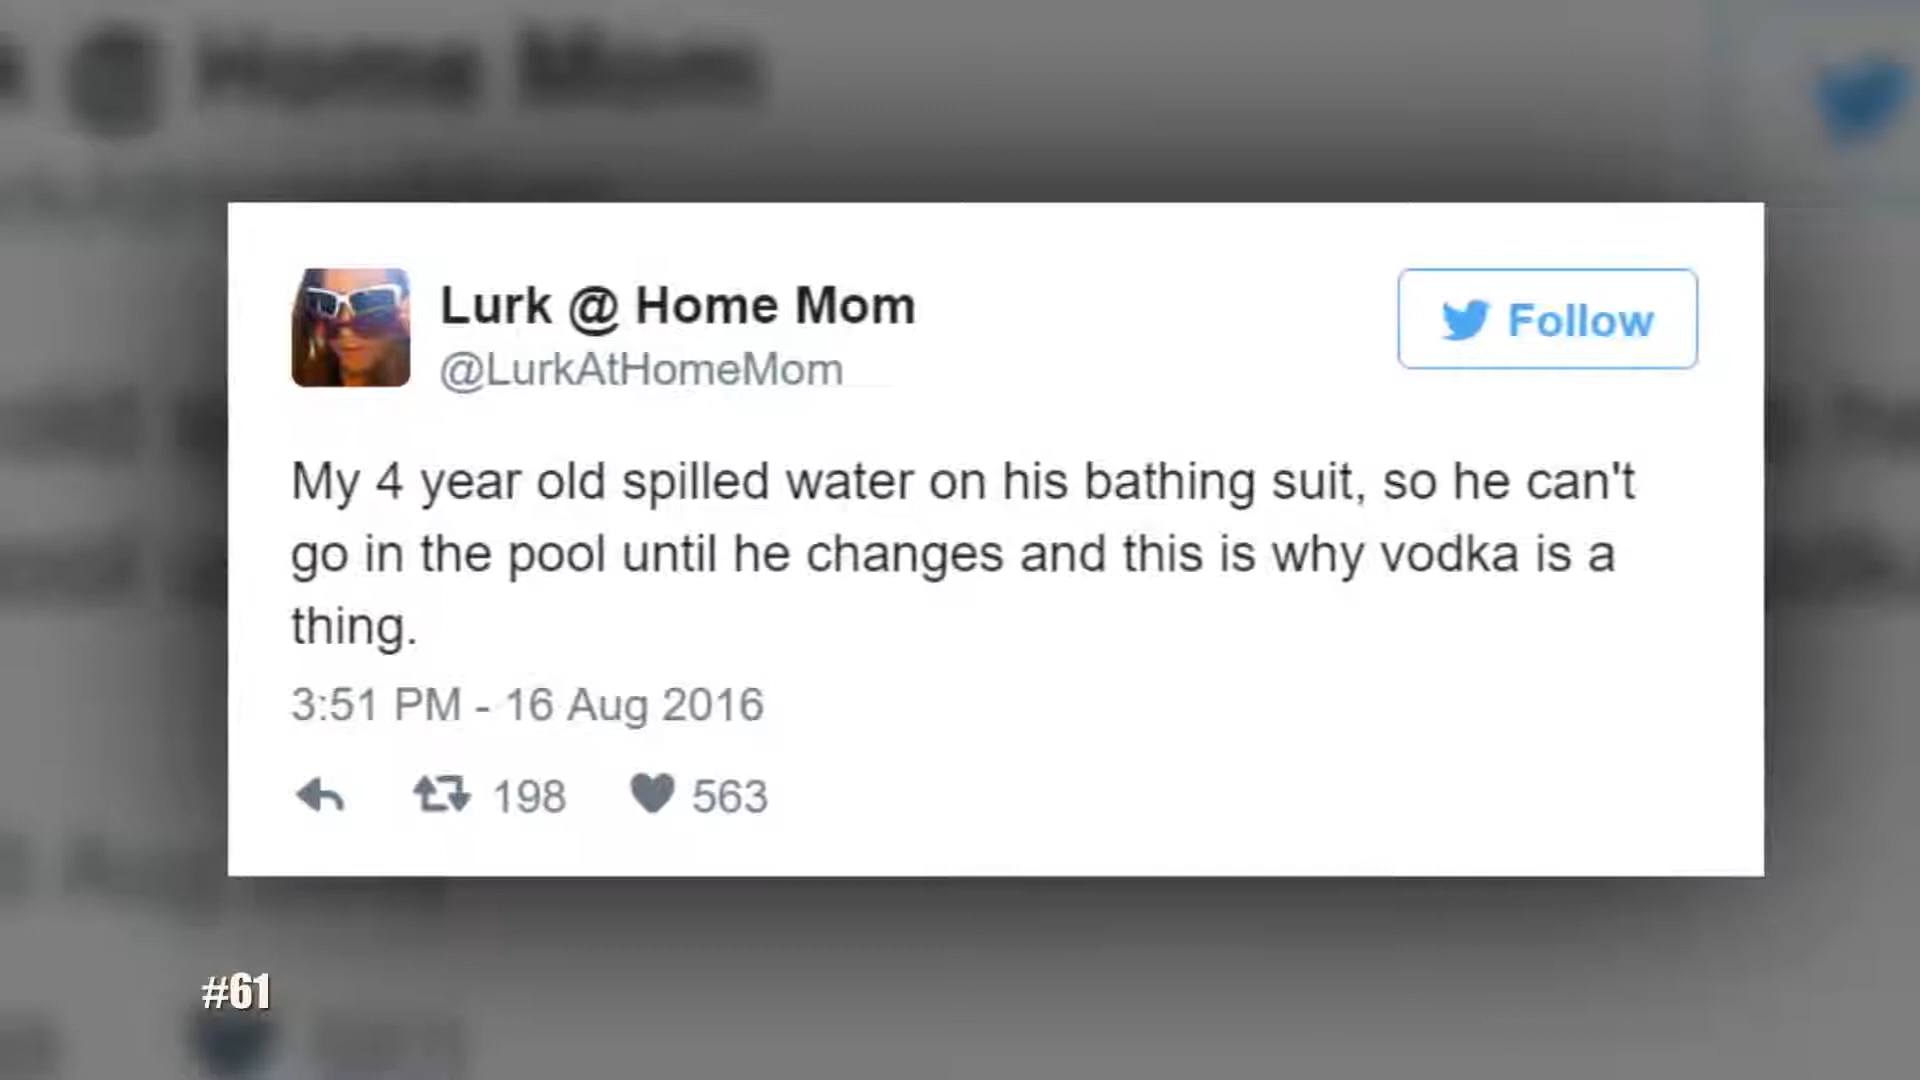 Lurk @ Home Mom
@LurkAtHomeMom
Follow
My 4 year old spilled water on his bathing suit, so he can't
go in the pool until he changes and this is why vodka is a
thing.
3:51 PM - 16 Aug 2016
198 563
#61